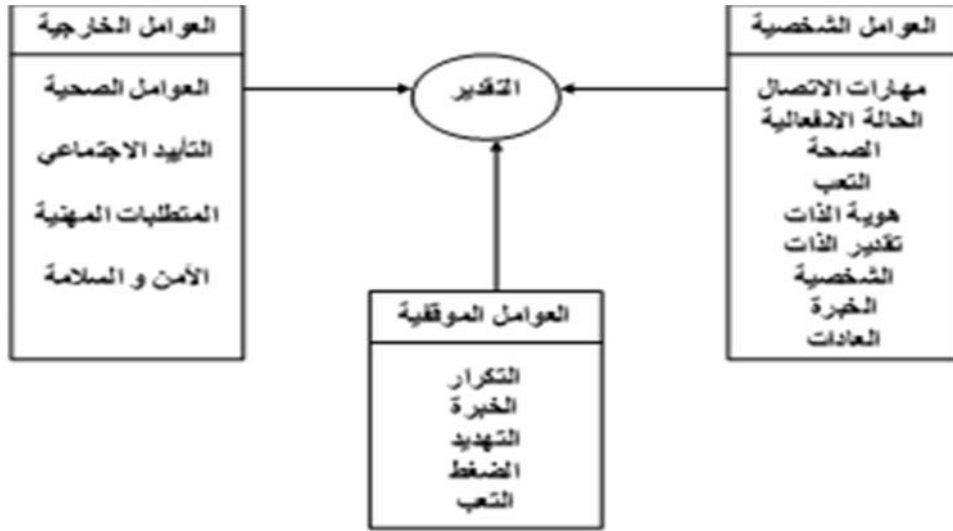 العوامل الشخصية
مهارات الاتصال
الحالة الانفعالية
الصحة
التعب
هوية الذات
تقدير الذات
الشخصية
الخبرة
العادات
التقدير
العوامل الخارجية
العوامل الصحية
التأييد الاجتماعي
المتطلبات المهنية
الأمن و السلامة
العوامل الموقفية
التكرار
الخبرة
التهديد
الضغط
التعب